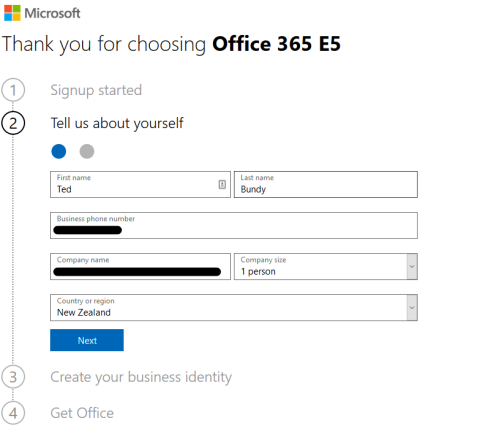 Microsoft
Thank you for choosing Office 365 E5
1 Signup started
2 Tell us about yourself
First name
Ted
Last name
Bundy
Business phone number
Company name
Company size
1 person
Country or region
New Zealand
Next
3 Create your business identity
4 Get Office